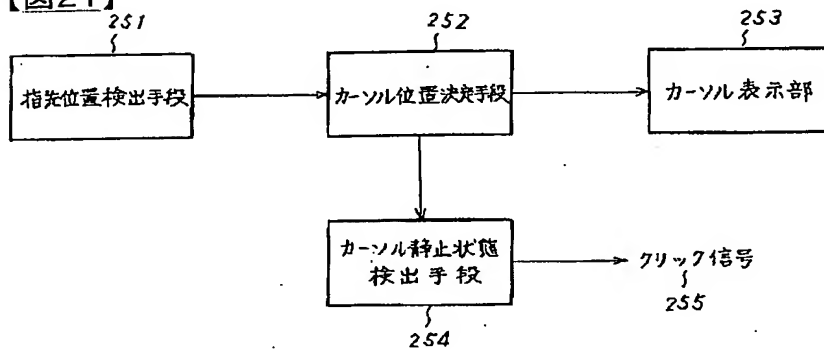 【図21】
251
252
253
指先位置検出手段
カーソル位置決定手段
カーソル表示部
カーソル静止状態
検出手段
クリック信号
255
254